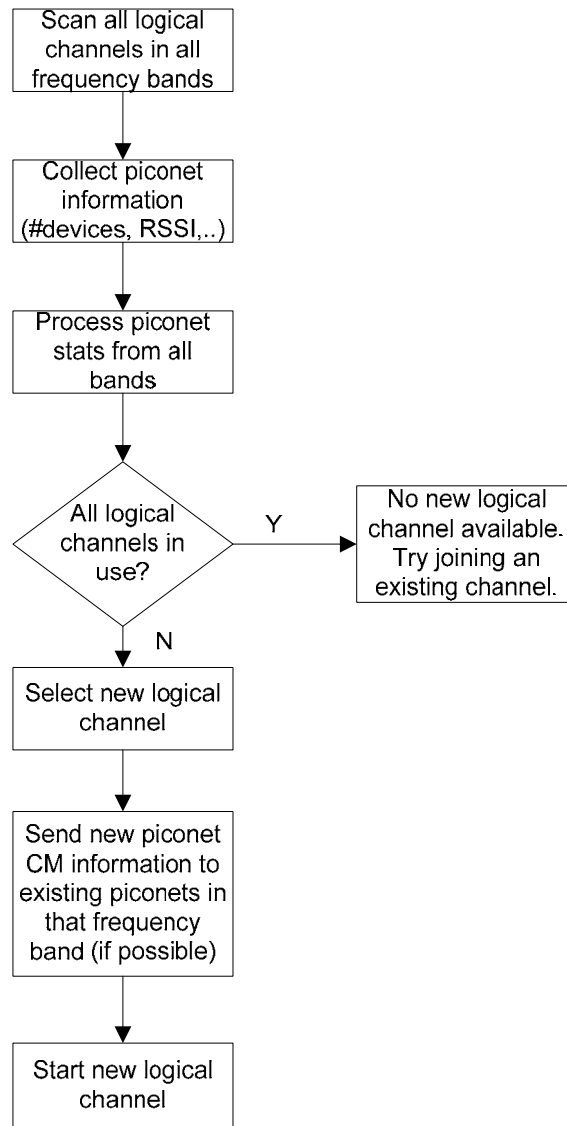 Scan all logical
channels in all
frequency bands
Collect piconet
information
(#devices, RSSI,..)
Process piconet
stats from all
bands
All logical
channels in
use?
Y
No new logical
channel available.
Try joining an
existing channel.
N
Select new logical
channel
Send new piconet
CM information to
existing piconets in
that frequency
band (if possible)
Start new logical
channel